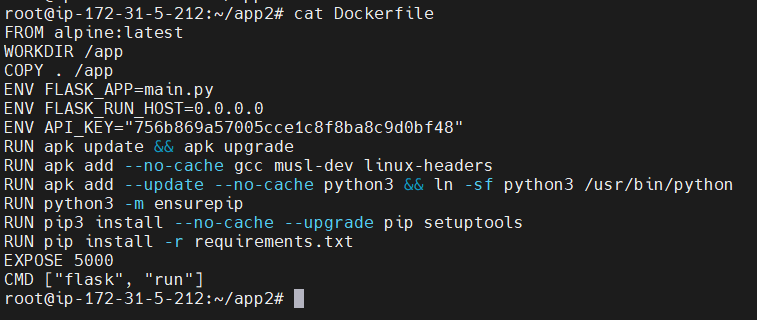 root@ip-172-31-5-212:~/app2# cat Dockerfile
FROM alpine:latest
WORKDIR /app
COPY . /app
ENV FLASK_APP=main.py
ENV FLASK_RUN_HOST=0.0.0.0
ENV API_KEY="756b869a57005cce1c8f8ba8c9d0bf48"
RUN apk update && apk upgrade
RUN apk add --no-cache gcc musl-dev linux-headers
RUN apk add --update --no-cache python3 && ln -sf python3 /usr/bin/python
RUN python3 -m ensurepip
RUN pip3 install --no-cache --upgrade pip setuptools
RUN pip install -r requirements.txt
EXPOSE 5000
CMD ["flask", "run"]
root@ip-172-31-5-212:~/app2#